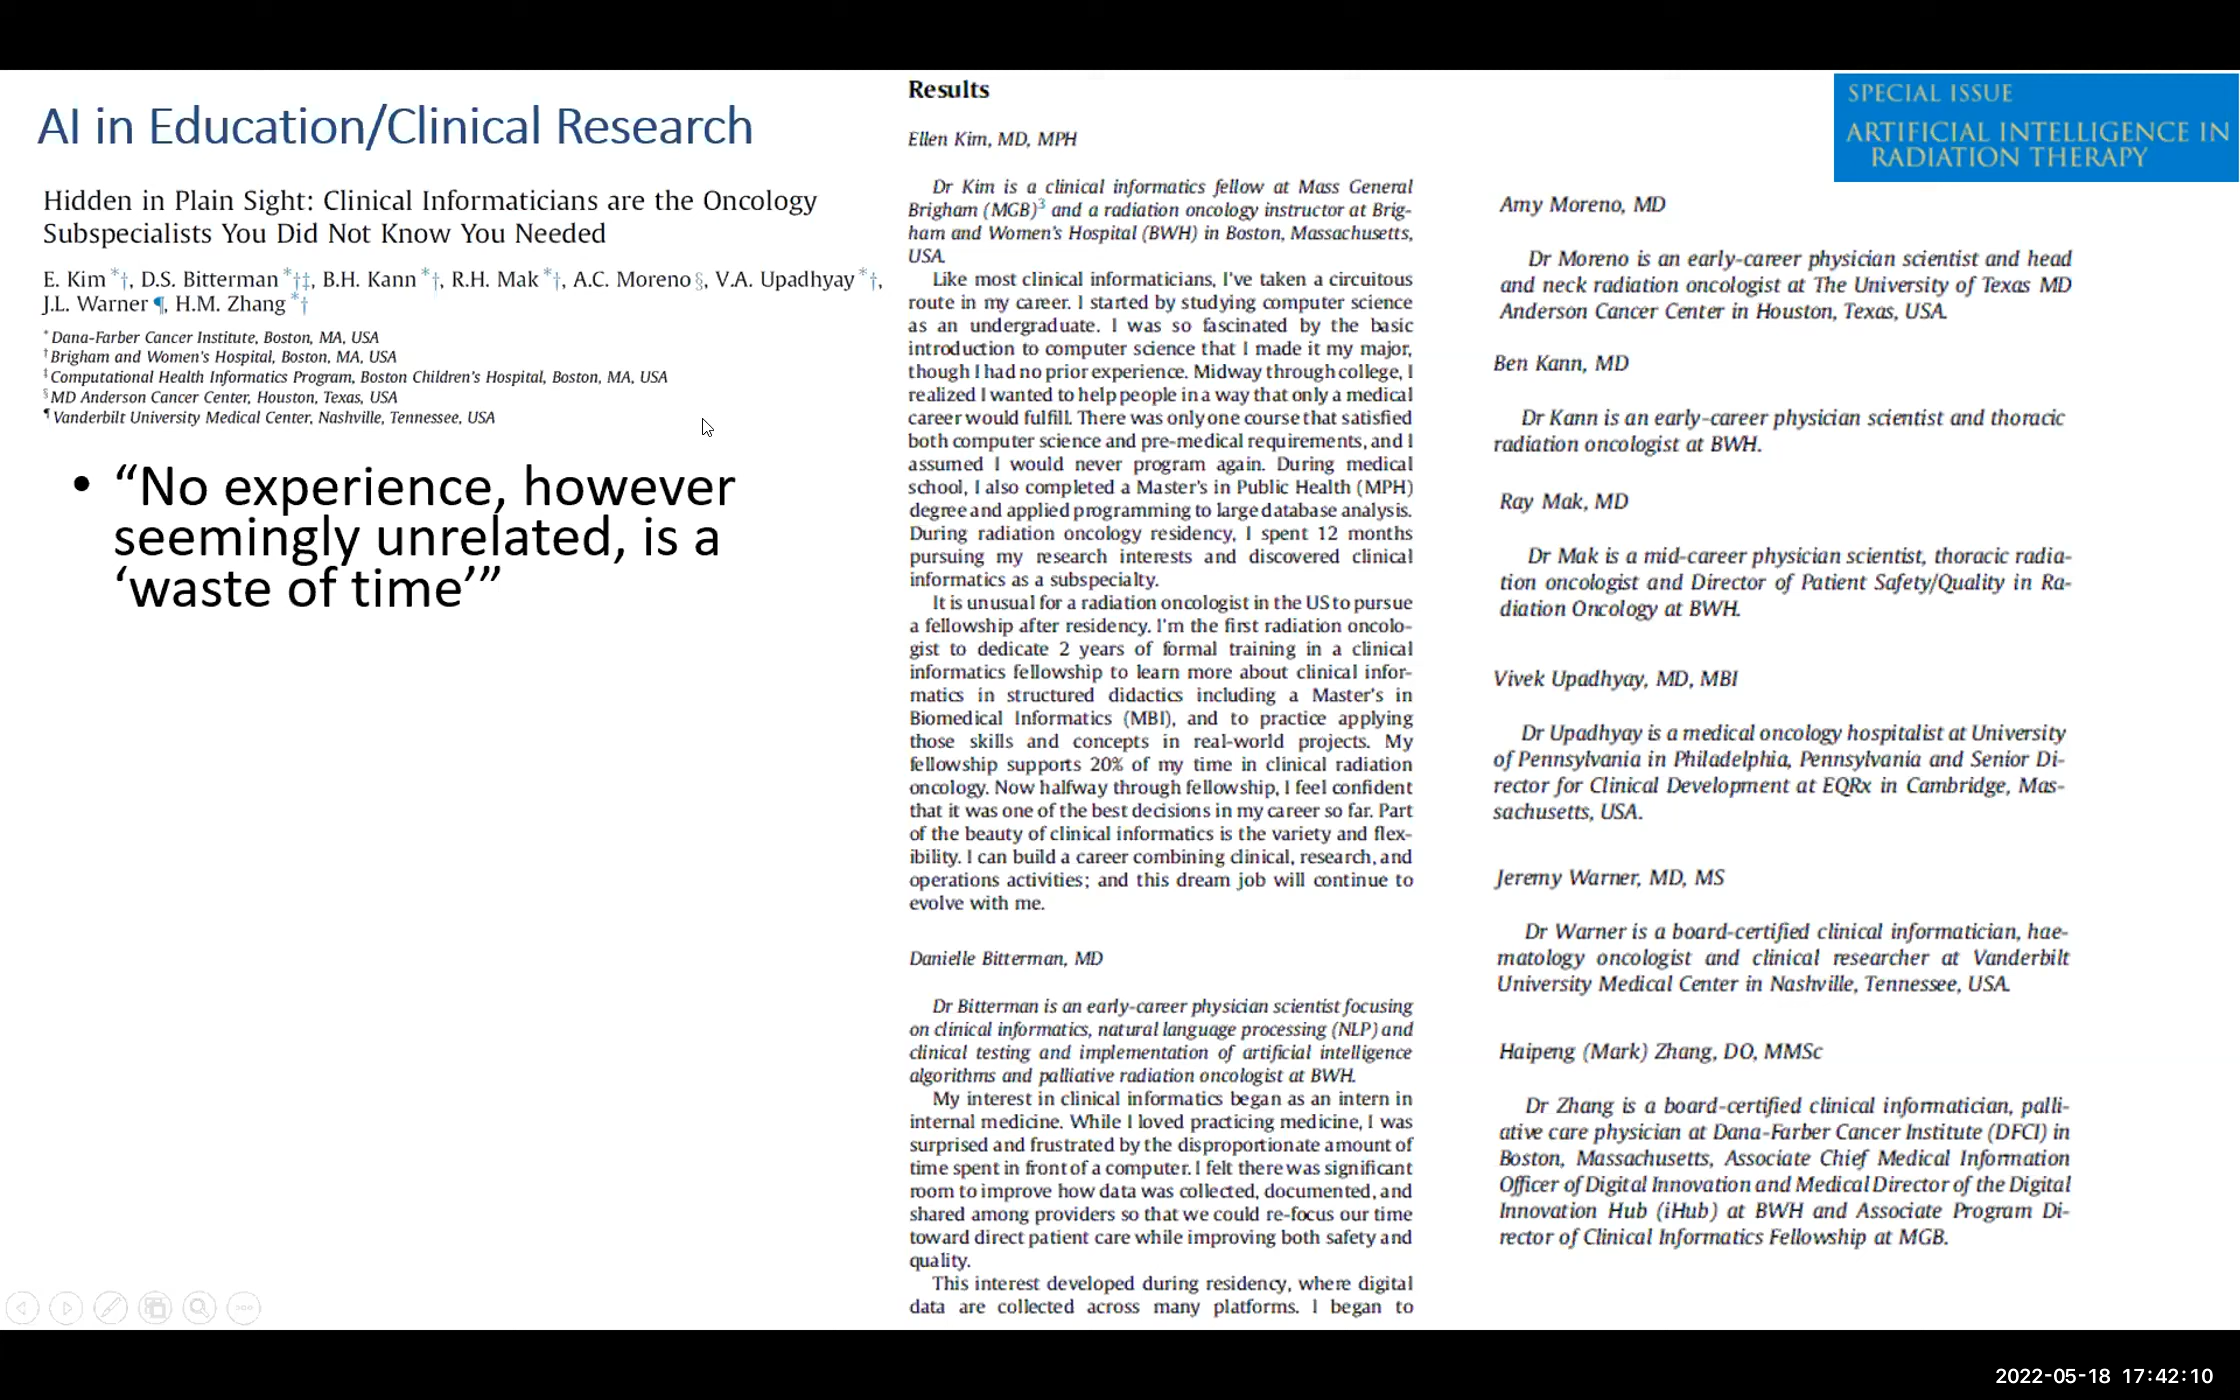 AI in Education/Clinical Research
Hidden in Plain Sight: Clinical Informaticians are the Oncology
Subspecialists You Did Not Know You Needed
E. Kim *†, D.S. Bitterman *†‡, B.H. Kann *†, R.H. Mak *†, A.C. Moreno §, V.A. Upadhyay *†,
J.L. Warner ¶, H.M. Zhang *†
* Dana-Farber Cancer Institute, Boston, MA, USA
† Brigham and Women's Hospital, Boston, MA, USA
‡ Computational Health Informatics Program, Boston Children's Hospital, Boston, MA, USA
§ MD Anderson Cancer Center, Houston, Texas, USA
¶ Vanderbilt University Medical Center, Nashville, Tennessee, USA
• “No experience, however
seemingly unrelated, is a
‘waste of time’”
Results
Ellen Kim, MD, MPH
Dr Kim is a clinical informatics fellow at Mass General
Brigham (MGB)3 and a radiation oncology instructor at Brig-
ham and Women's Hospital (BWH) in Boston, Massachusetts,
USA.
Like most clinical informaticians, I've taken a circuitous
route in my career. I started by studying computer science
as an undergraduate. I was so fascinated by the basic
introduction to computer science that I made it my major,
though I had no prior experience. Midway through college, I
realized I wanted to help people in a way that only a medical
career would fulfill. There was only one course that satisfied
both computer science and pre-medical requirements, and I
assumed I would never program again. During medical
school, I also completed a Master's in Public Health (MPH)
degree and applied programming to large database analysis.
During radiation oncology residency, I spent 12 months
pursuing my research interests and discovered clinical
informatics as a subspecialty.
It is unusual for a radiation oncologist in the US to pursue
a fellowship after residency. I'm the first radiation oncolo-
gist to dedicate 2 years of formal training in a clinical
informatics fellowship to learn more about clinical infor-
matics in structured didactics including a Master's in
Biomedical Informatics (MBI), and to practice applying
those skills and concepts in real-world projects. My
fellowship supports 20% of my time in clinical radiation
oncology. Now halfway through fellowship, I feel confident
that it was one of the best decisions in my career so far. Part
of the beauty of clinical informatics is the variety and flex-
ibility. I can build a career combining clinical, research, and
operations activities; and this dream job will continue to
evolve with me.
Danielle Bitterman, MD
Dr Bitterman is an early-career physician scientist focusing
on clinical informatics, natural language processing (NLP) and
clinical testing and implementation of artificial intelligence
algorithms and palliative radiation oncologist at BWH.
My interest in clinical informatics began as an intern in
internal medicine. While I loved practicing medicine, I was
surprised and frustrated by the disproportionate amount of
time spent in front of a computer. I felt there was significant
room to improve how data was collected, documented, and
shared among providers so that we could re-focus our time
toward direct patient care while improving both safety and
quality.
This interest developed during residency, where digital
data are collected across many platforms. I began to
SPECIAL ISSUE
ARTIFICIAL INTELLIGENCE IN
RADIATION THERAPY
Amy Moreno, MD
Dr Moreno is an early-career physician scientist and head
and neck radiation oncologist at The University of Texas MD
Anderson Cancer Center in Houston, Texas, USA.
Ben Kann, MD
Dr Kann is an early-career physician scientist and thoracic
radiation oncologist at BWH.
Ray Mak, MD
Dr Mak is a mid-career physician scientist, thoracic radia-
tion oncologist and Director of Patient Safety/Quality in Ra-
diation Oncology at BWH.
Vivek Upadhyay, MD, MBI
Dr Upadhyay is a medical oncology hospitalist at University
of Pennsylvania in Philadelphia, Pennsylvania and Senior Di-
rector for Clinical Development at EQRx in Cambridge, Mas-
sachusetts, USA.
Jeremy Warner, MD, MS
Dr Warner is a board-certified clinical informatician, hae-
matology oncologist and clinical researcher at Vanderbilt
University Medical Center in Nashville, Tennessee, USA.
Haipeng (Mark) Zhang, DO, MMSc
Dr Zhang is a board-certified clinical informatician, palli-
ative care physician at Dana-Farber Cancer Institute (DFCI) in
Boston, Massachusetts, Associate Chief Medical Information
Officer of Digital Innovation and Medical Director of the Digital
Innovation Hub (iHub) at BWH and Associate Program Di-
rector of Clinical Informatics Fellowship at MGB.
2022-05-18 17:42:10